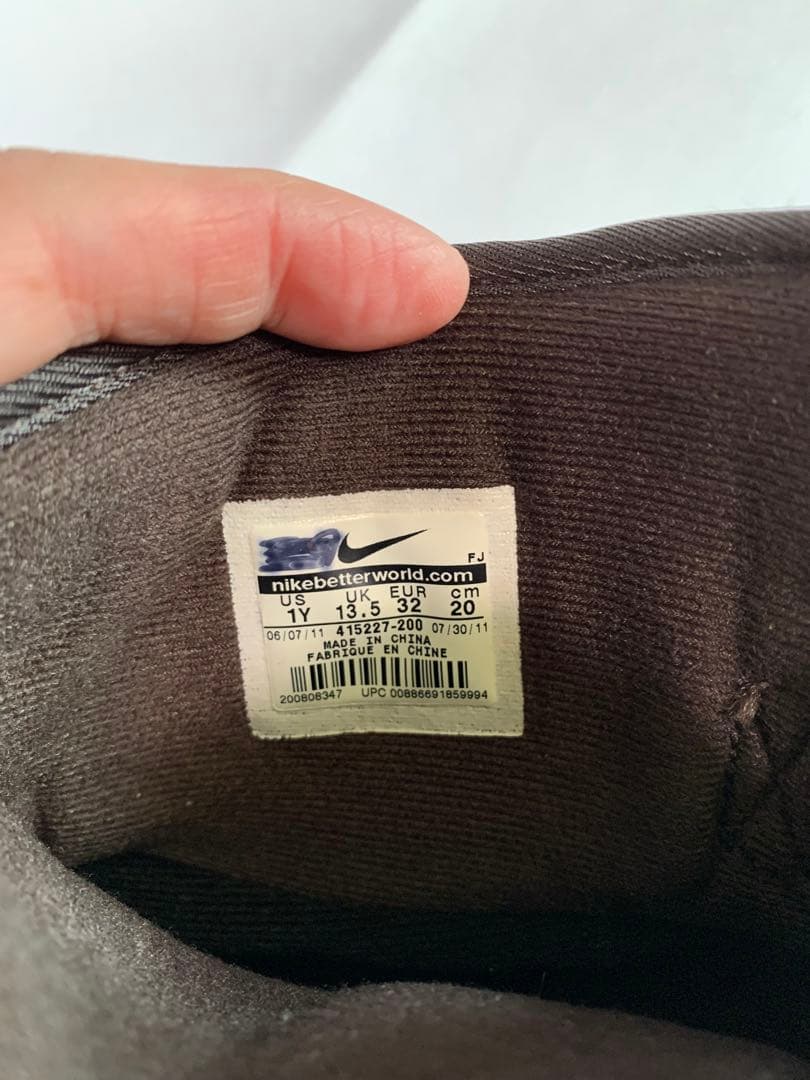 FJ
nikebetterworld.com
US UK EUR cm
1Y 13.5 32 20
06/07/11 415227-200 07/30/11
MADE IN CHINA
FABRIQUE EN CHINE
200808347 UPC 00886691859994